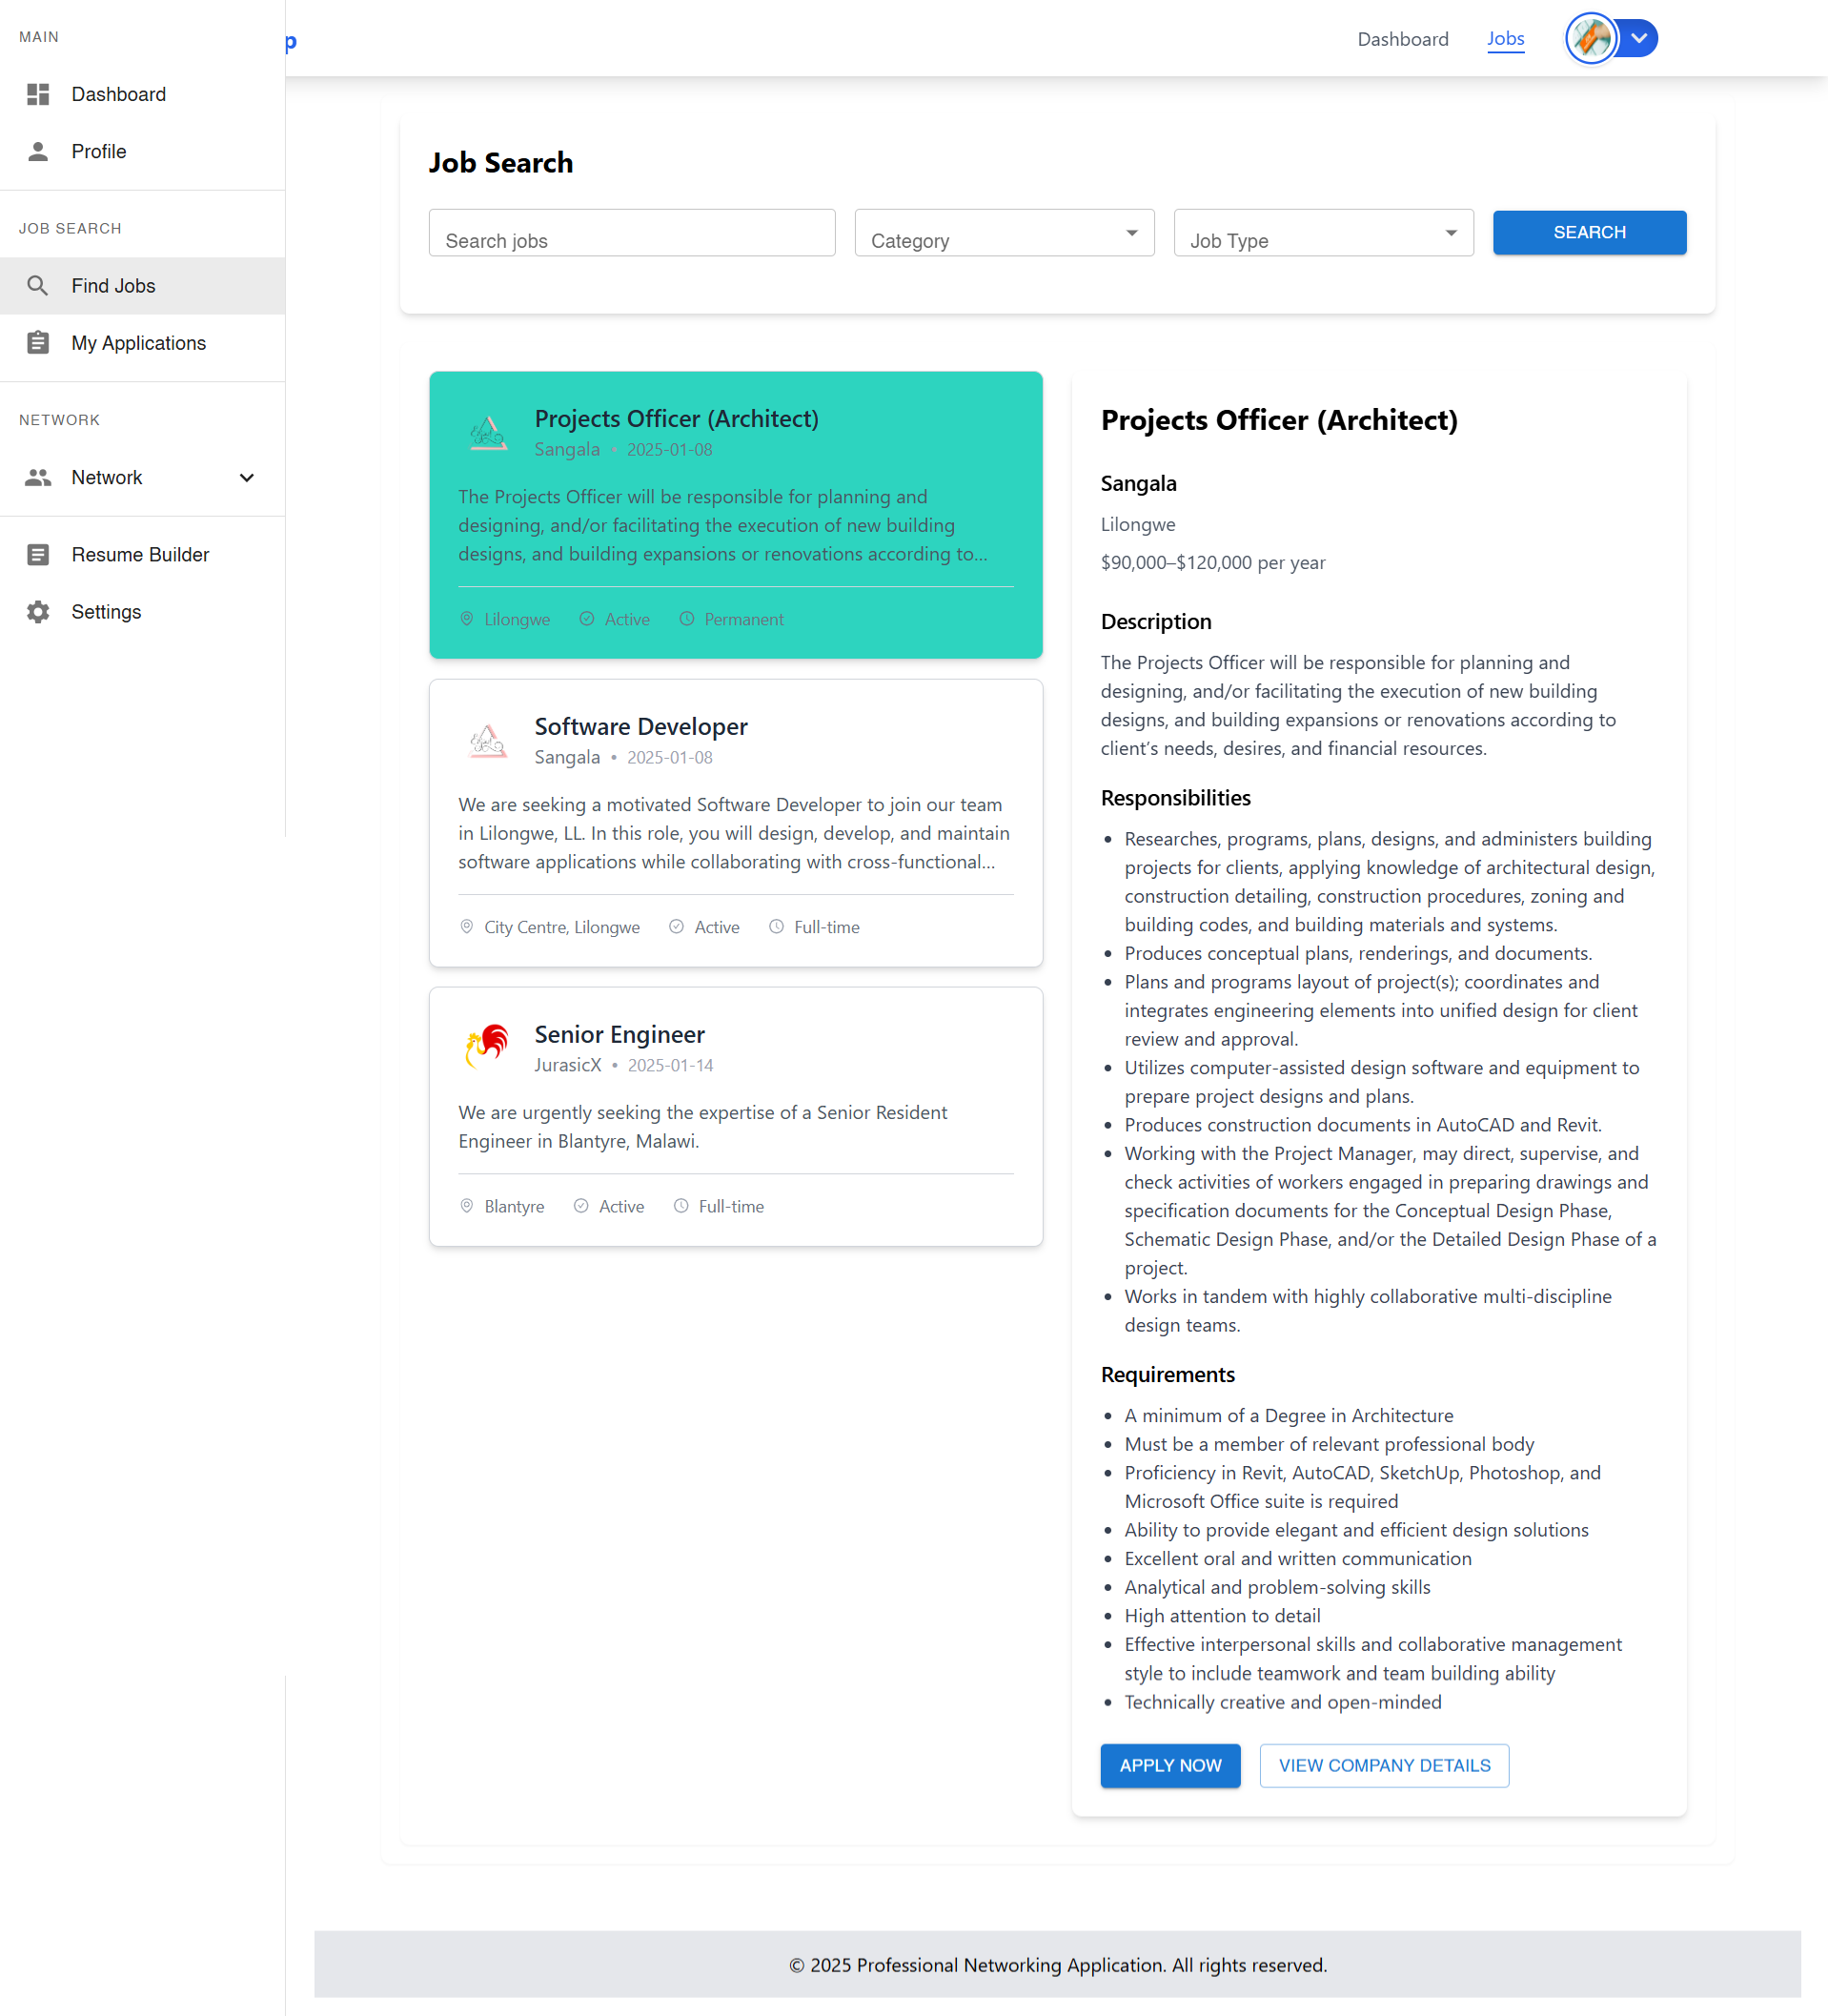 MAIN
Dashboard
Profile
JOB SEARCH
Find Jobs
My Applications
NETWORK
Network
Resume Builder
Settings
p
Dashboard
Jobs
Job Search
Search jobs
Category
Job Type
SEARCH
Projects Officer (Architect)
Sangala • 2025-01-08
The Projects Officer will be responsible for planning and
designing, and/or facilitating the execution of new building
designs, and building expansions or renovations according to...
Lilongwe
Active
Permanent
Software Developer
Sangala • 2025-01-08
We are seeking a motivated Software Developer to join our team
in Lilongwe, LL. In this role, you will design, develop, and maintain
software applications while collaborating with cross-functional...
City Centre, Lilongwe
Active
Full-time
Senior Engineer
JurasicX • 2025-01-14
We are urgently seeking the expertise of a Senior Resident
Engineer in Blantyre, Malawi.
Blantyre
Active
Full-time
Projects Officer (Architect)
Sangala
Lilongwe
$90,000–$120,000 per year
Description
The Projects Officer will be responsible for planning and
designing, and/or facilitating the execution of new building
designs, and building expansions or renovations according to
client’s needs, desires, and financial resources.
Responsibilities
• Researches, programs, plans, designs, and administers building
projects for clients, applying knowledge of architectural design,
construction detailing, construction procedures, zoning and
building codes, and building materials and systems.
• Produces conceptual plans, renderings, and documents.
• Plans and programs layout of project(s); coordinates and
integrates engineering elements into unified design for client
review and approval.
• Utilizes computer-assisted design software and equipment to
prepare project designs and plans.
• Produces construction documents in AutoCAD and Revit.
• Working with the Project Manager, may direct, supervise, and
check activities of workers engaged in preparing drawings and
specification documents for the Conceptual Design Phase,
Schematic Design Phase, and/or the Detailed Design Phase of a
project.
• Works in tandem with highly collaborative multi-discipline
design teams.
Requirements
• A minimum of a Degree in Architecture
• Must be a member of relevant professional body
• Proficiency in Revit, AutoCAD, SketchUp, Photoshop, and
Microsoft Office suite is required
• Ability to provide elegant and efficient design solutions
• Excellent oral and written communication
• Analytical and problem-solving skills
• High attention to detail
• Effective interpersonal skills and collaborative management
style to include teamwork and team building ability
• Technically creative and open-minded
APPLY NOW
VIEW COMPANY DETAILS
© 2025 Professional Networking Application. All rights reserved.